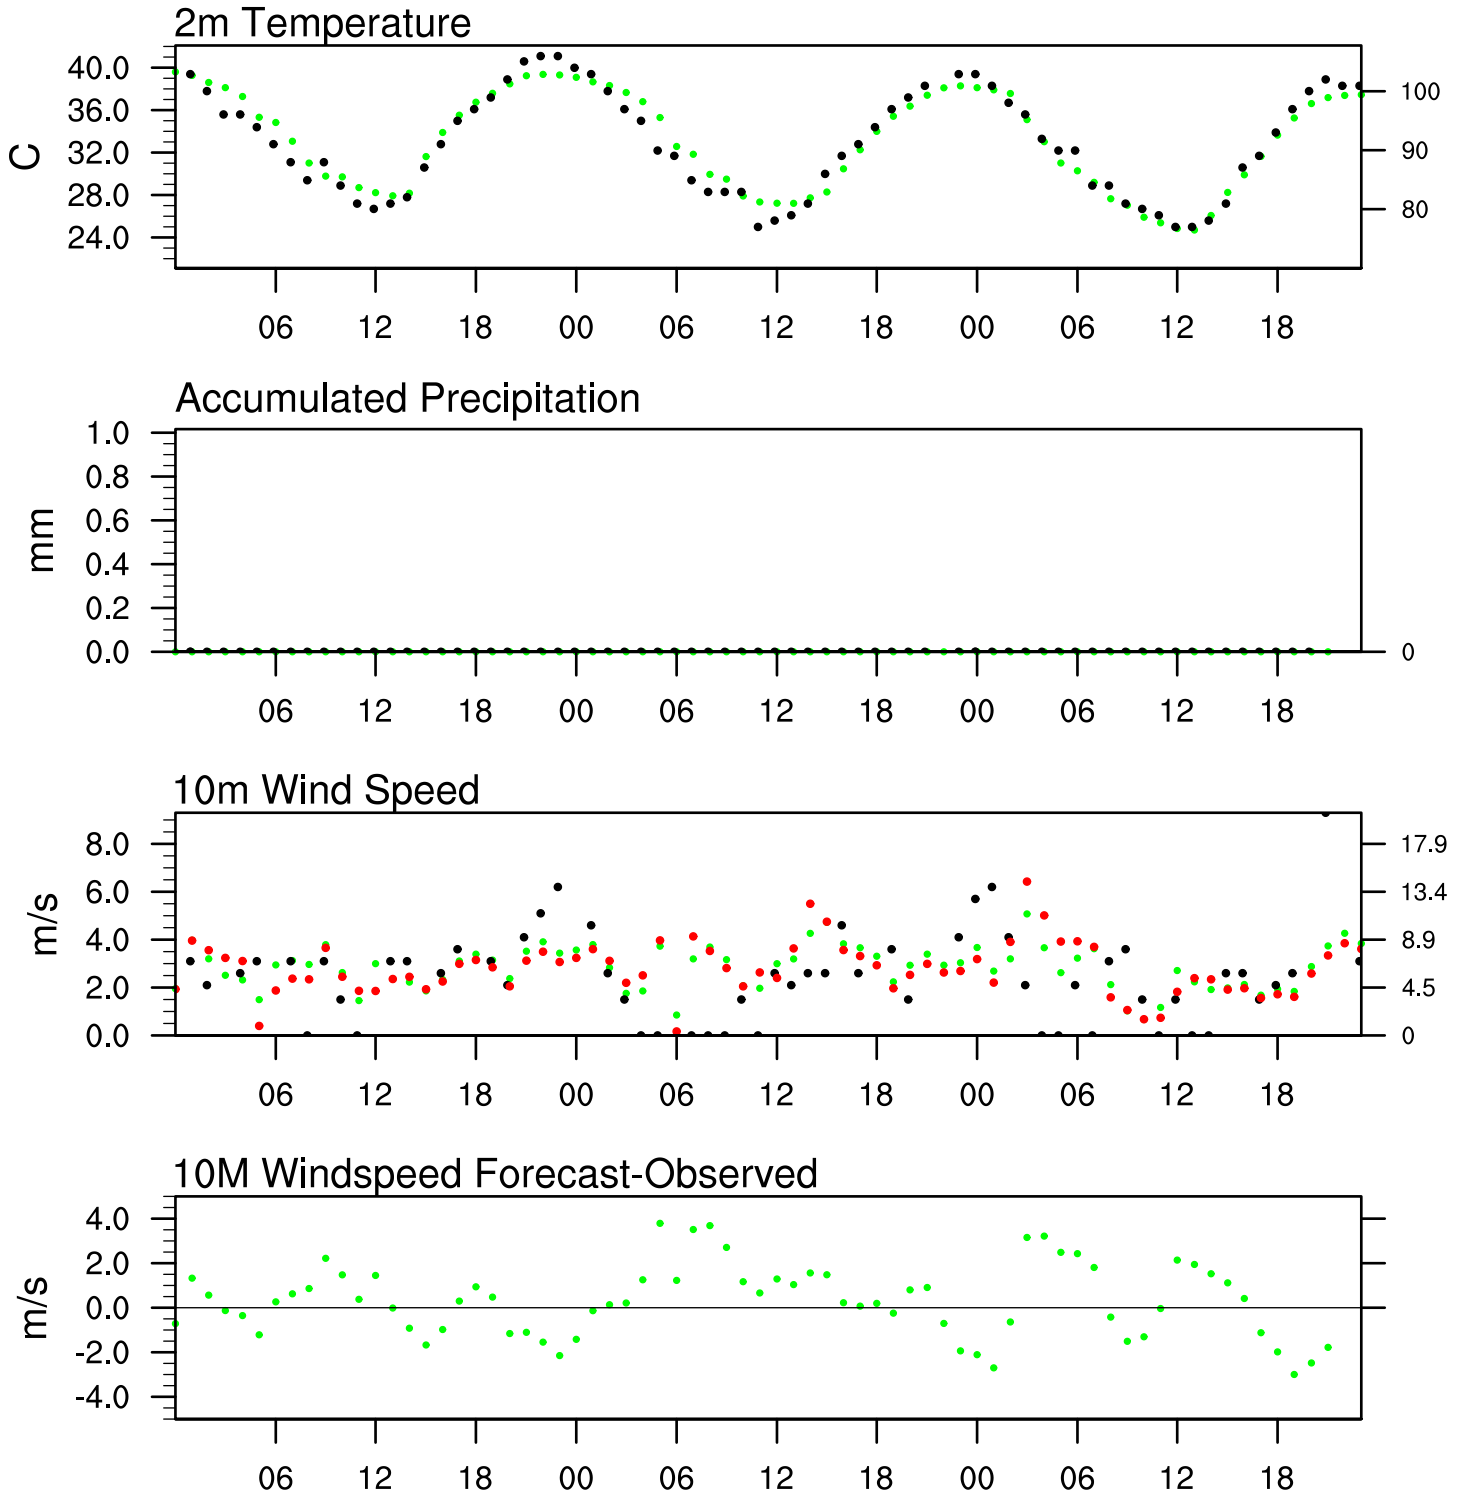 2m Temperature
40.0
36.0
32.0
28.0
24.0
C
100
90
80
06 12 18 00 06 12 18 00 06 12 18
Accumulated Precipitation
1.0
0.8
0.6
0.4
0.2
0.0
mm
0
06 12 18 00 06 12 18 00 06 12 18
10m Wind Speed
8.0
6.0
4.0
2.0
0.0
m/s
17.9
13.4
8.9
4.5
0
06 12 18 00 06 12 18 00 06 12 18
10M Windspeed Forecast-Observed
4.0
2.0
0.0
-2.0
-4.0
m/s
06 12 18 00 06 12 18 00 06 12 18